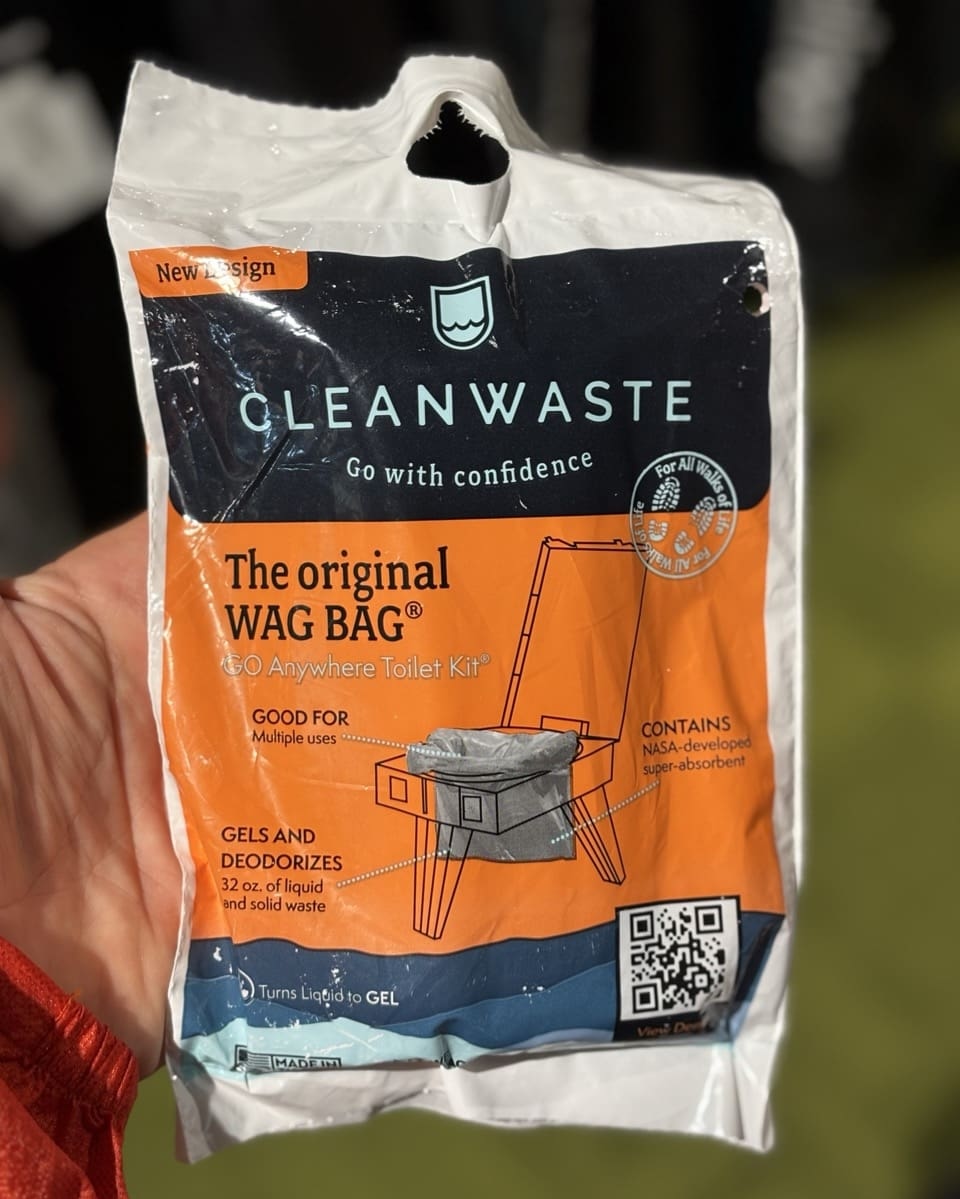 New Design
CLEANWASTE
Go with confidence
For All Walks of Life
For All Walks of Life
The original
WAG BAG®
GO Anywhere Toilet Kit®
GOOD FOR
Multiple uses
CONTAINS
NASA-developed
super-absorbent
GELS AND
DEODORIZES
32 oz. of liquid
and solid waste
Turns Liquid to GEL
View
MADE IN